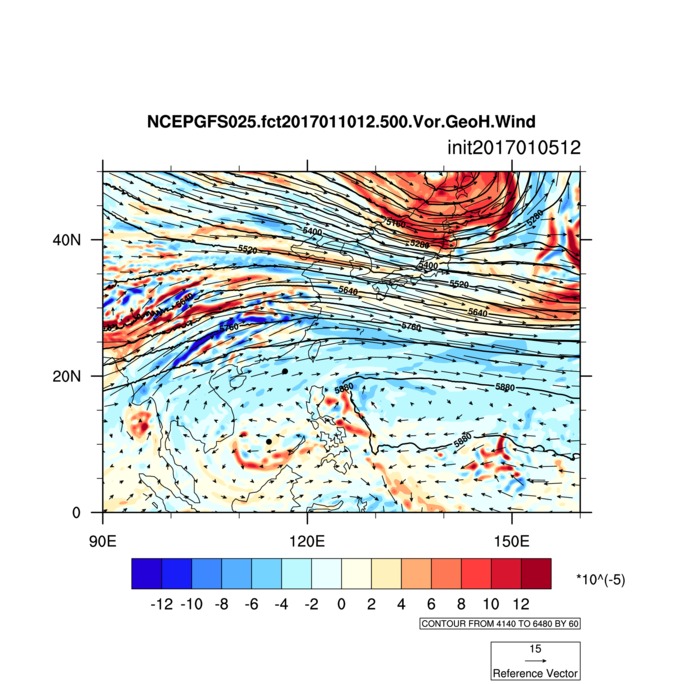 NCEPGFS025.fct2017011012.500.Vor.GeoH.Wind
init2017010512
40N
20N
0
90E 120E 150E
5160
5280
5280
5400
5400
5520
5520
5640
5640
5640
5760
5760
5880
5880
5880
-12 -10 -8 -6 -4 -2 0 2 4 6 8 10 12
*10^(-5)
CONTOUR FROM 4140 TO 6480 BY 60
15
Reference Vector